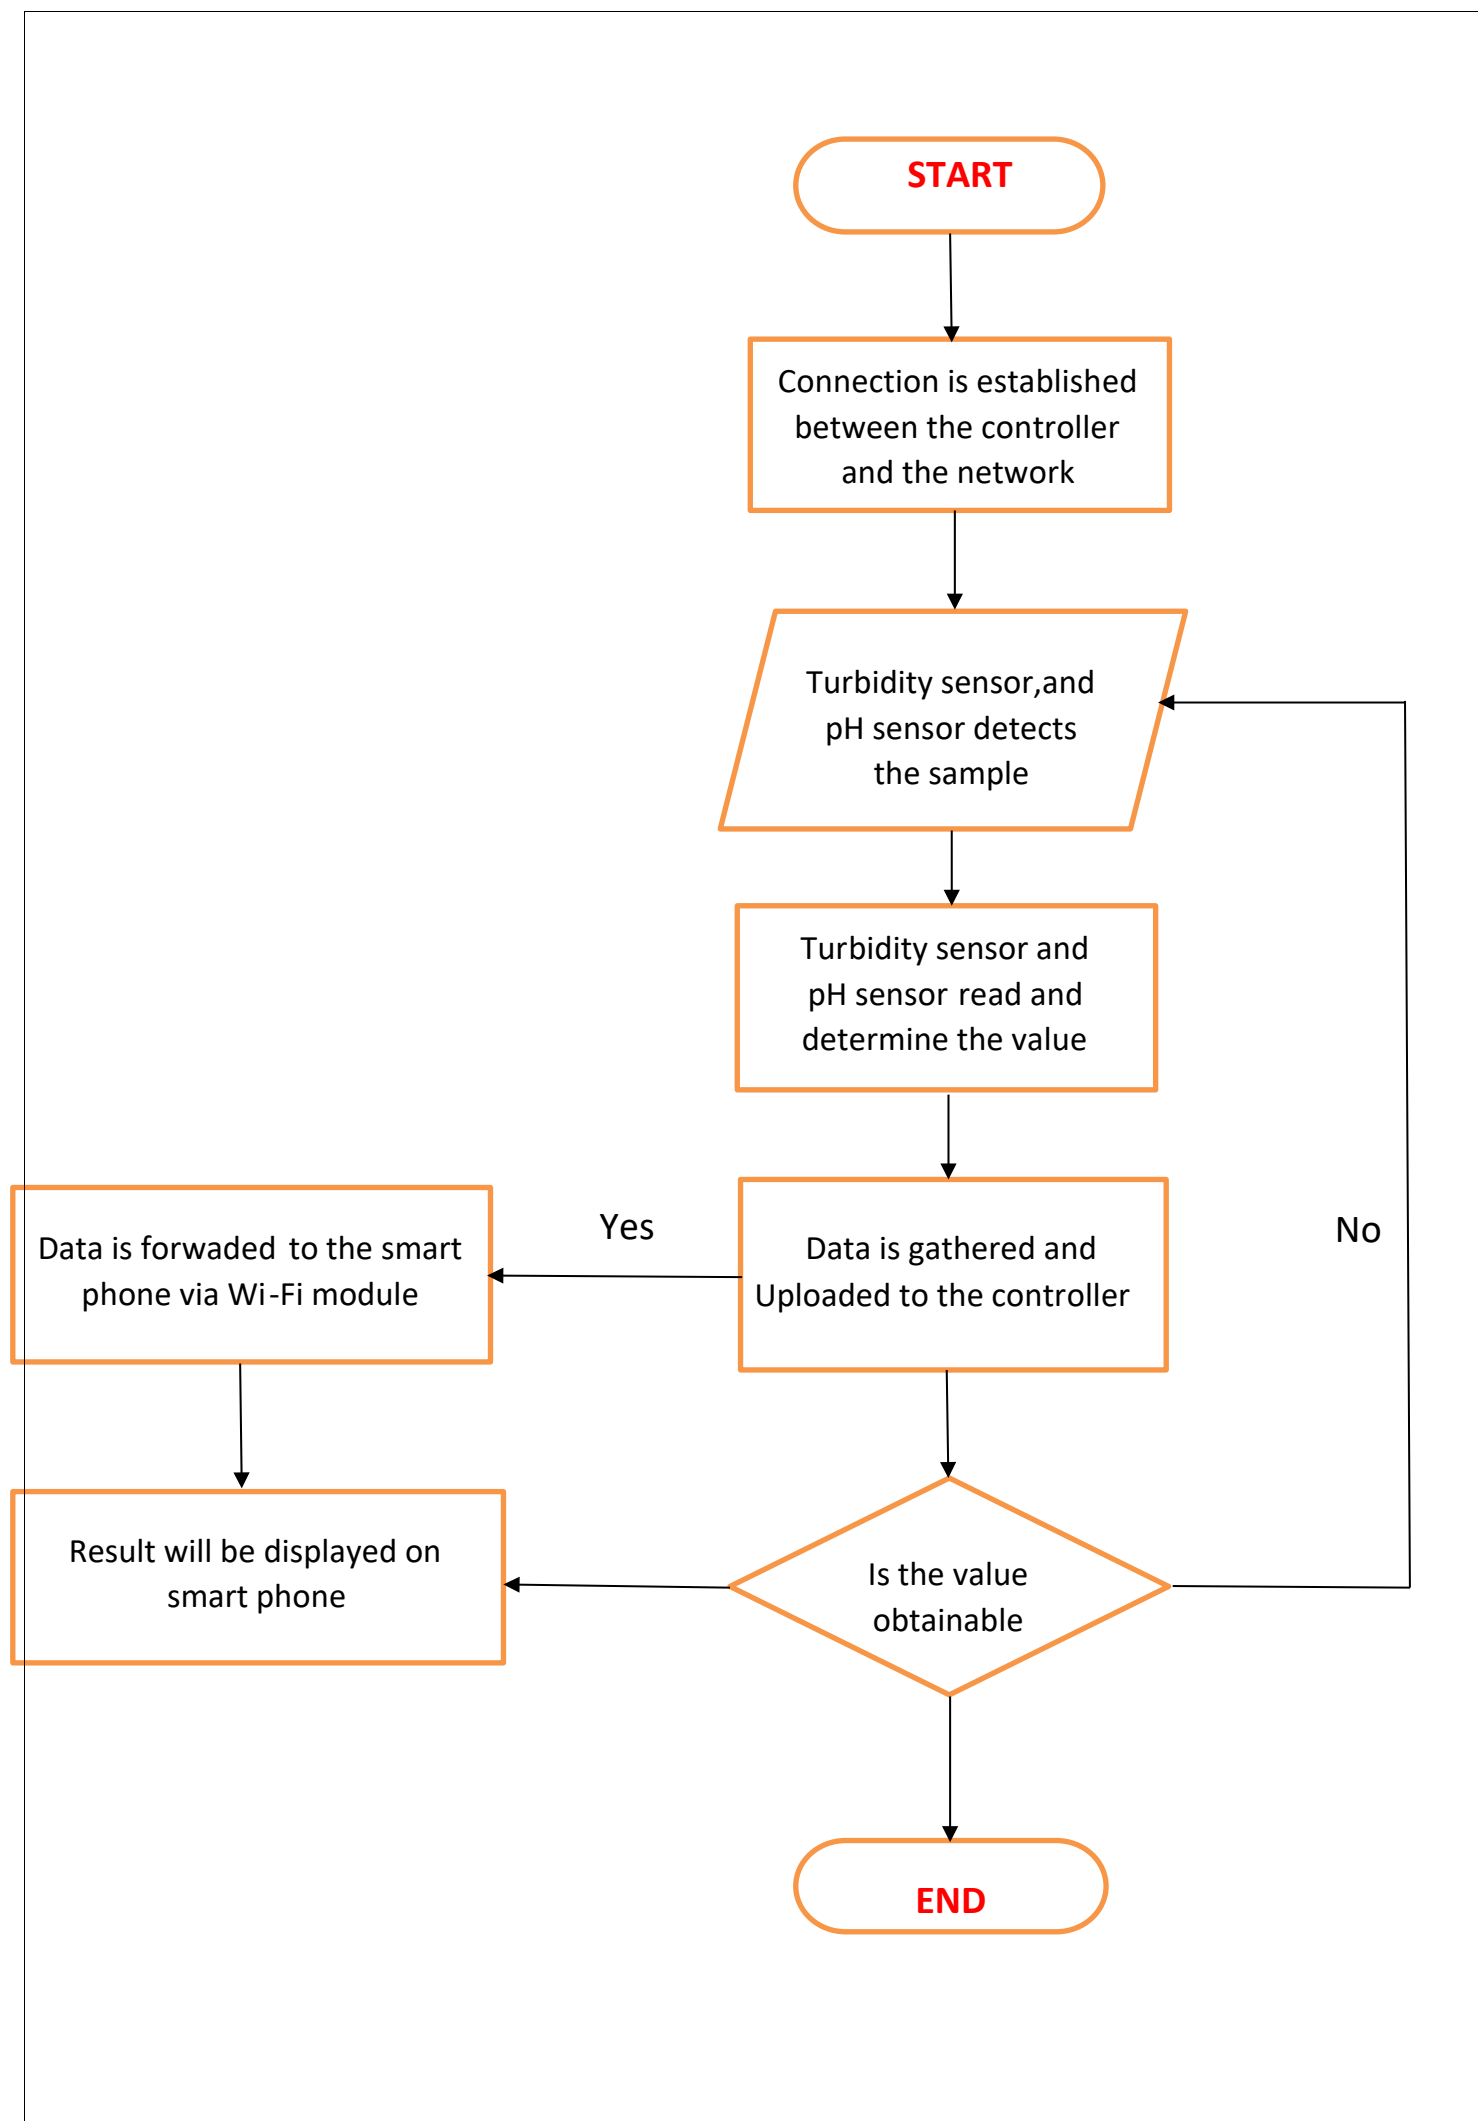 START
Connection is established
between the controller
and the network
Turbidity sensor,and
pH sensor detects
the sample
Turbidity sensor and
pH sensor read and
determine the value
Data is forwaded to the smart
phone via Wi-Fi module
Yes
Data is gathered and
Uploaded to the controller
No
Result will be displayed on
smart phone
Is the value
obtainable
END